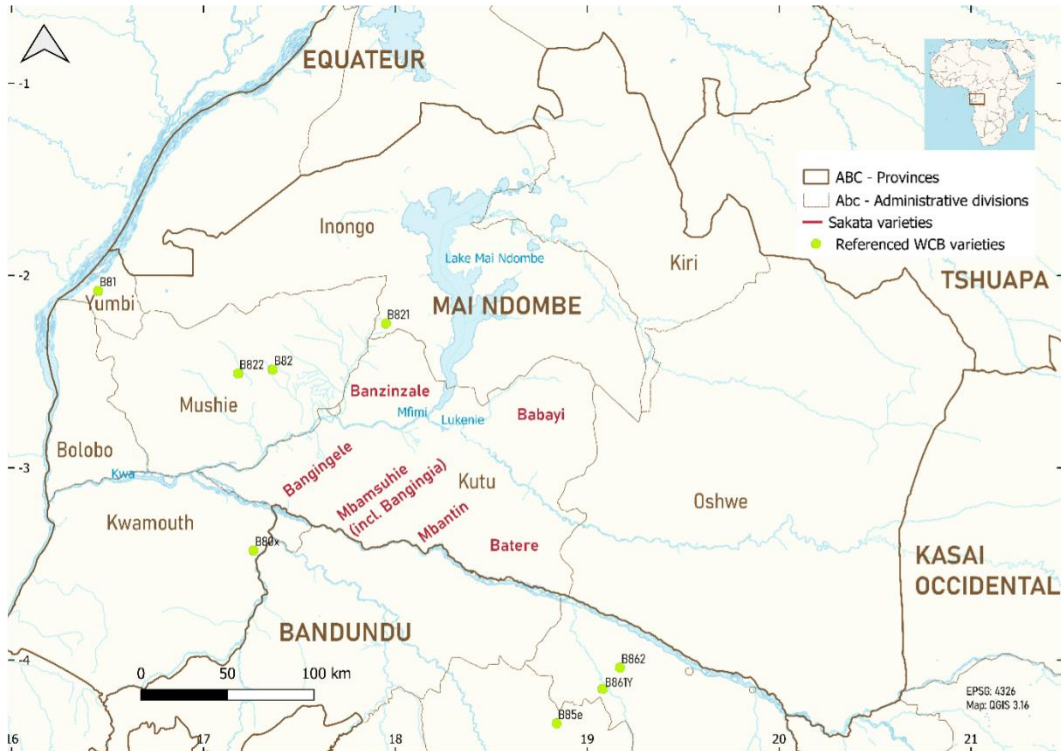 EQUATEUR
-1
ABC - Provinces
Abc - Administrative divisions
Sakata varieties
Referenced WCB varieties
Inongo
Lake Mai Ndombe
Kiri
-2
TSHUAPA
B81
Yumbi
MAI NDOMBE
B821
B822
B82
Mushie
Banzinzale
Mfimi
Lukenie
Babayi
Bolobo
-3
Kwa
Bangingele
Mbamsuhie
(incl. Bangingia)
Kutu
Mbantin
Oshwe
Kwamouth
B80x
Batere
KASAI
OCCIDENTAL
BANDUNDU
-4
0 50 100 km
B862
B861Y
B85e
EPSG: 4326
Map: QGIS 3.16
16 17 18 19 20 21